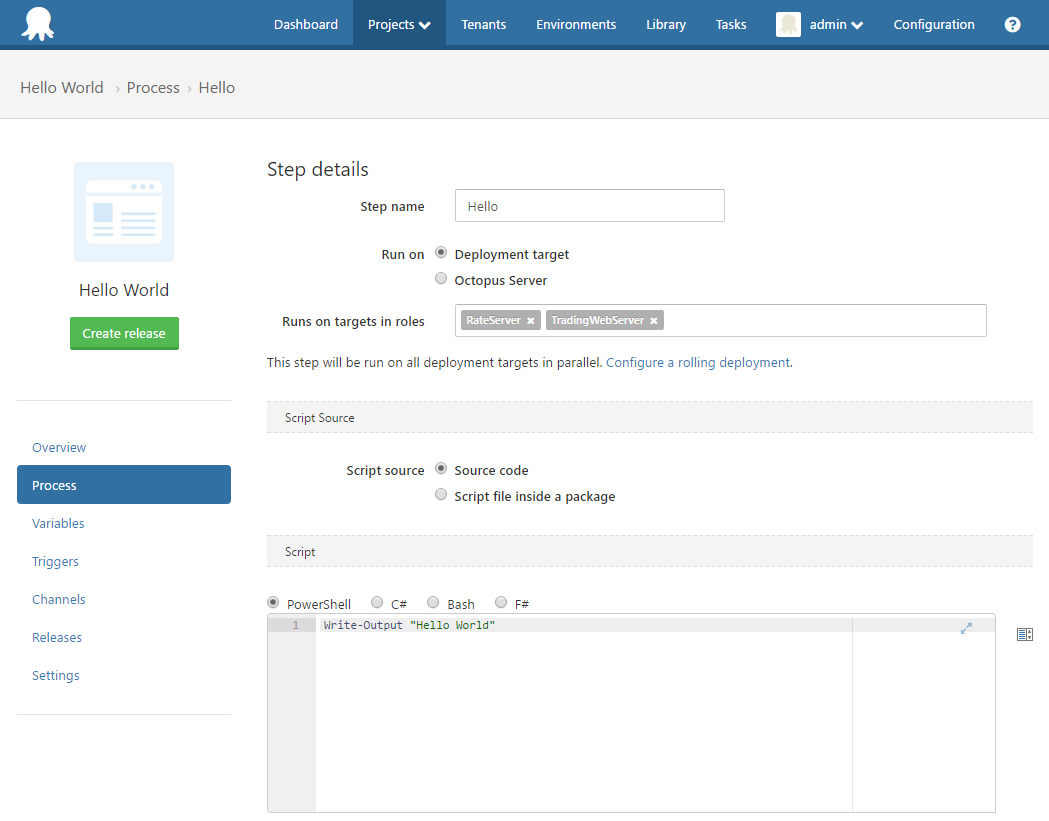 Dashboard Projects Tenants Environments Library Tasks admin Configuration ?
Hello World › Process › Hello
Hello World
Create release
Overview
Process
Variables
Triggers
Channels
Releases
Settings
Step details
Step name Hello
Run on Deployment target
Octopus Server
Runs on targets in roles RateServer × TradingWebServer ×
This step will be run on all deployment targets in parallel. Configure a rolling deployment.
Script Source
Script source Source code
Script file inside a package
Script
PowerShell C# Bash F#
1 Write-Output "Hello World"